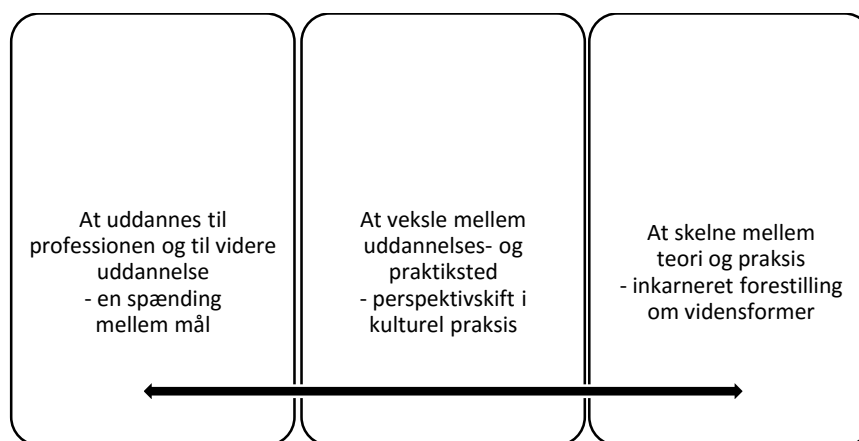 At uddannes til
professionen og til videre
uddannelse
- en spænding
mellem mål
At veksle mellem
uddannelses- og
praktiksted
- perspektivskift i
kulturel praksis
At skelne mellem
teori og praksis
- inkarneret forestilling
om vidensformer